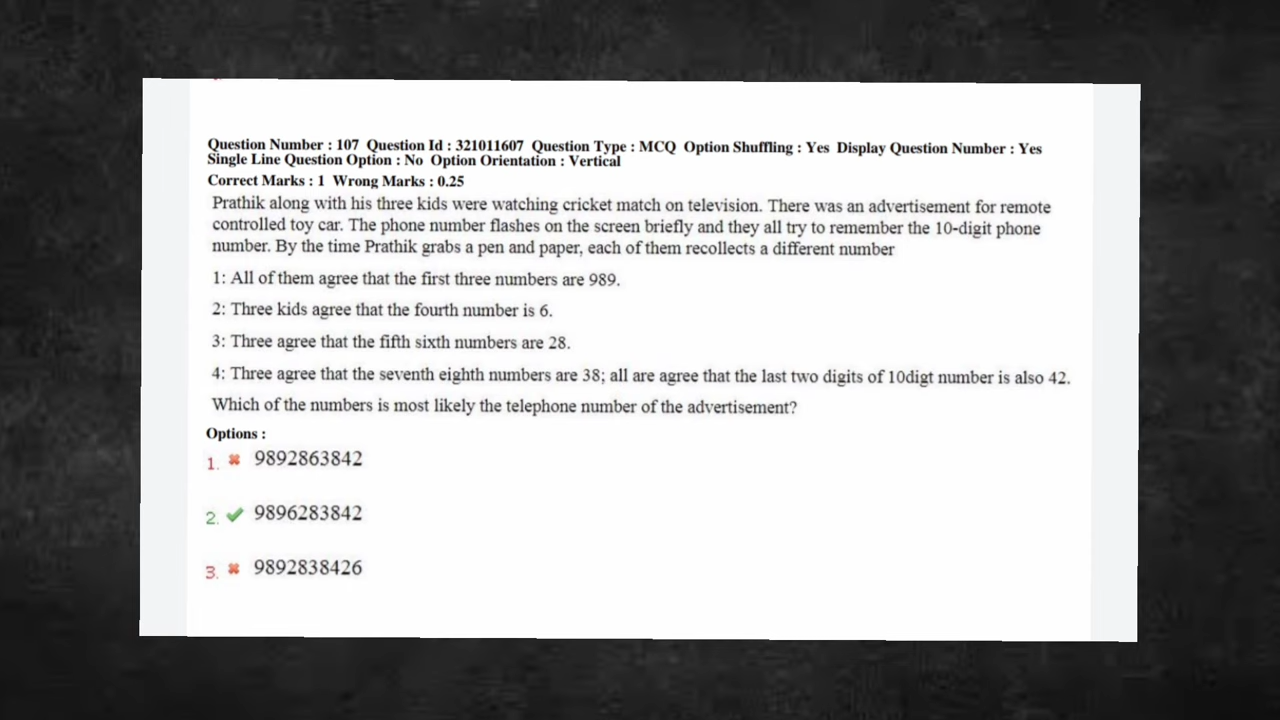 Question Number : 107 Question Id : 321011607 Question Type : MCQ Option Shuffling : Yes Display Question Number : Yes
Single Line Question Option : No Option Orientation : Vertical
Correct Marks : 1 Wrong Marks : 0.25
Prathik along with his three kids were watching cricket match on television. There was an advertisement for remote
controlled toy car. The phone number flashes on the screen briefly and they all try to remember the 10-digit phone
number. By the time Prathik grabs a pen and paper, each of them recollects a different number
1: All of them agree that the first three numbers are 989.
2: Three kids agree that the fourth number is 6.
3: Three agree that the fifth sixth numbers are 28.
4: Three agree that the seventh eighth numbers are 38; all are agree that the last two digits of 10digt number is also 42.
Which of the numbers is most likely the telephone number of the advertisement?
Options :
1. ✖ 9892863842
2. ✔ 9896283842
3. ✖ 9892838426